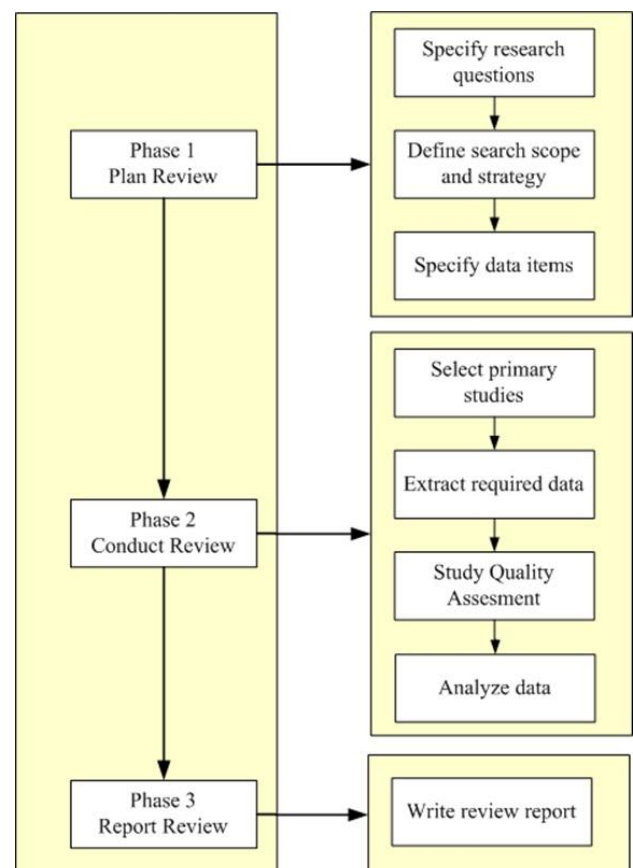 Specify research
questions
Phase 1
Plan Review
Define search scope
and strategy
Specify data items
Select primary
studies
Extract required data
Phase 2
Conduct Review
Study Quality
Assesment
Analyze data
Phase 3
Report Review
Write review report